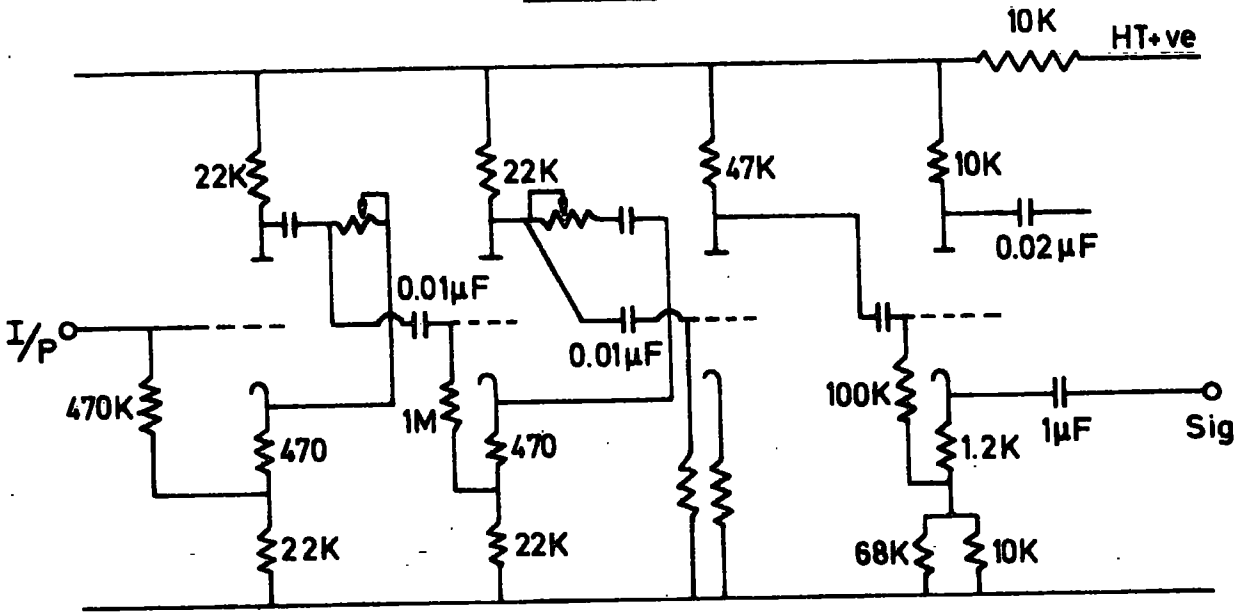 10K
HT+ve
22K
22K
47K
10K
0.02µF
0.01µF
I/P
0.01µF
470K
1M
100K
1µF
Sig
470
470
1.2K
22K
22K
68K
10K